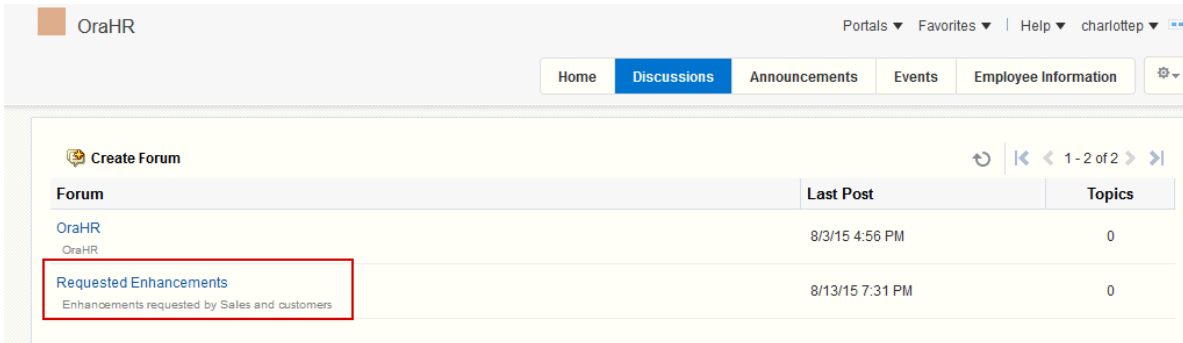 OraHR
Portals Favorites Help charlottep
Home Discussions Announcements Events Employee Information
Create Forum 1 - 2 of 2
Forum Last Post Topics
OraHR 8/3/15 4:56 PM 0
OraHR
Requested Enhancements 8/13/15 7:31 PM 0
Enhancements requested by Sales and customers